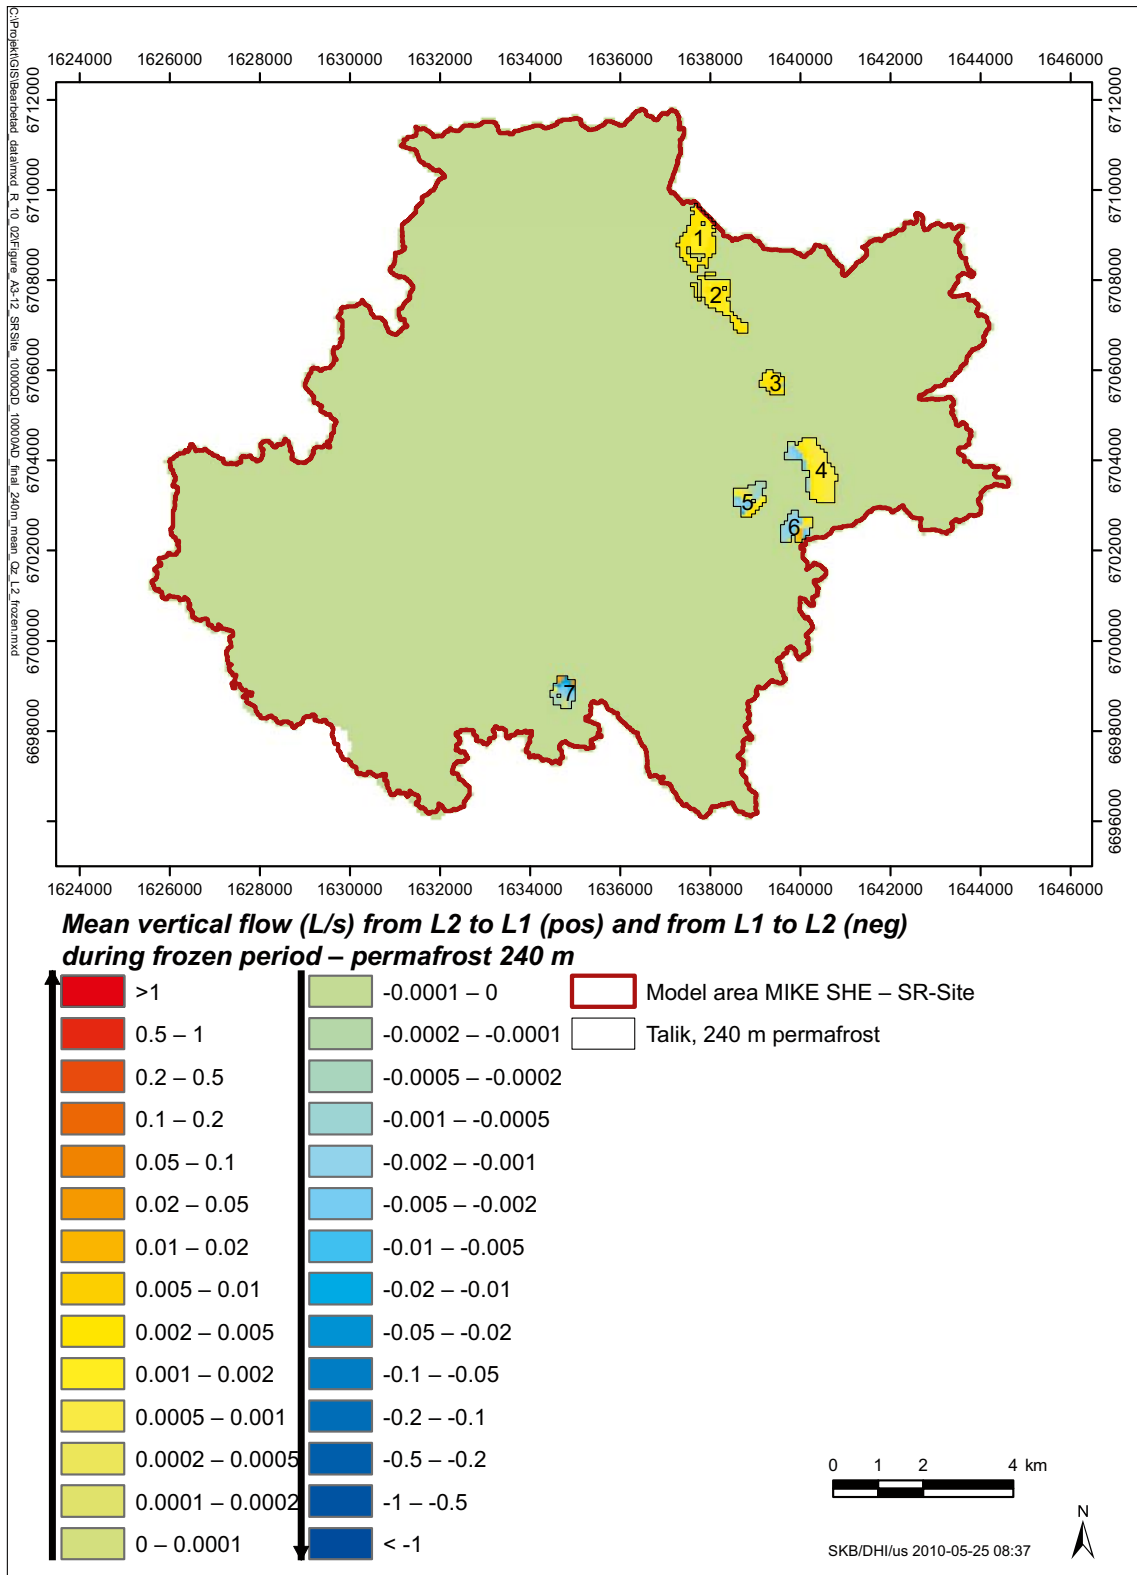 C:\Projekt\GIS\Bearbetad_data\mxd_R_10_02\Figure_A3-12_SRSite_10000QD_10000AD_final_240m_mean_Qz_L2_frozen.mxd
1624000 1626000 1628000 1630000 1632000 1634000 1636000 1638000 1640000 1642000 1644000 1646000
6712000 6712000
6710000 6710000
6708000 6708000
6706000 6706000
6704000 6704000
6702000 6702000
6700000 6700000
6698000 6698000
6696000
1
2
3
4
5
6
7
1624000 1626000 1628000 1630000 1632000 1634000 1636000 1638000 1640000 1642000 1644000 1646000
Mean vertical flow (L/s) from L2 to L1 (pos) and from L1 to L2 (neg)
during frozen period – permafrost 240 m
>1
0.5 – 1
0.2 – 0.5
0.1 – 0.2
0.05 – 0.1
0.02 – 0.05
0.01 – 0.02
0.005 – 0.01
0.002 – 0.005
0.001 – 0.002
0.0005 – 0.001
0.0002 – 0.0005
0.0001 – 0.0002
0 – 0.0001
-0.0001 – 0
-0.0002 – -0.0001
-0.0005 – -0.0002
-0.001 – -0.0005
-0.002 – -0.001
-0.005 – -0.002
-0.01 – -0.005
-0.02 – -0.01
-0.05 – -0.02
-0.1 – -0.05
-0.2 – -0.1
-0.5 – -0.2
-1 – -0.5
< -1
Model area MIKE SHE – SR-Site
Talik, 240 m permafrost
0 1 2 4 km
N
SKB/DHI/us 2010-05-25 08:37